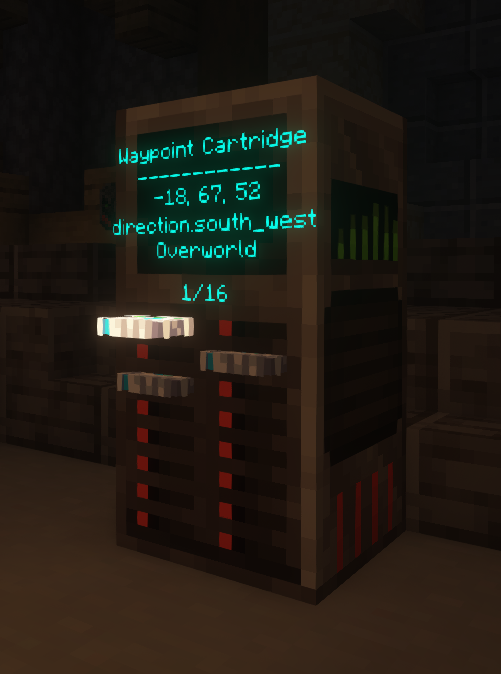 Waypoint Cartridge
------------
-18, 67, 52
direction.south_west
Overworld
1/16